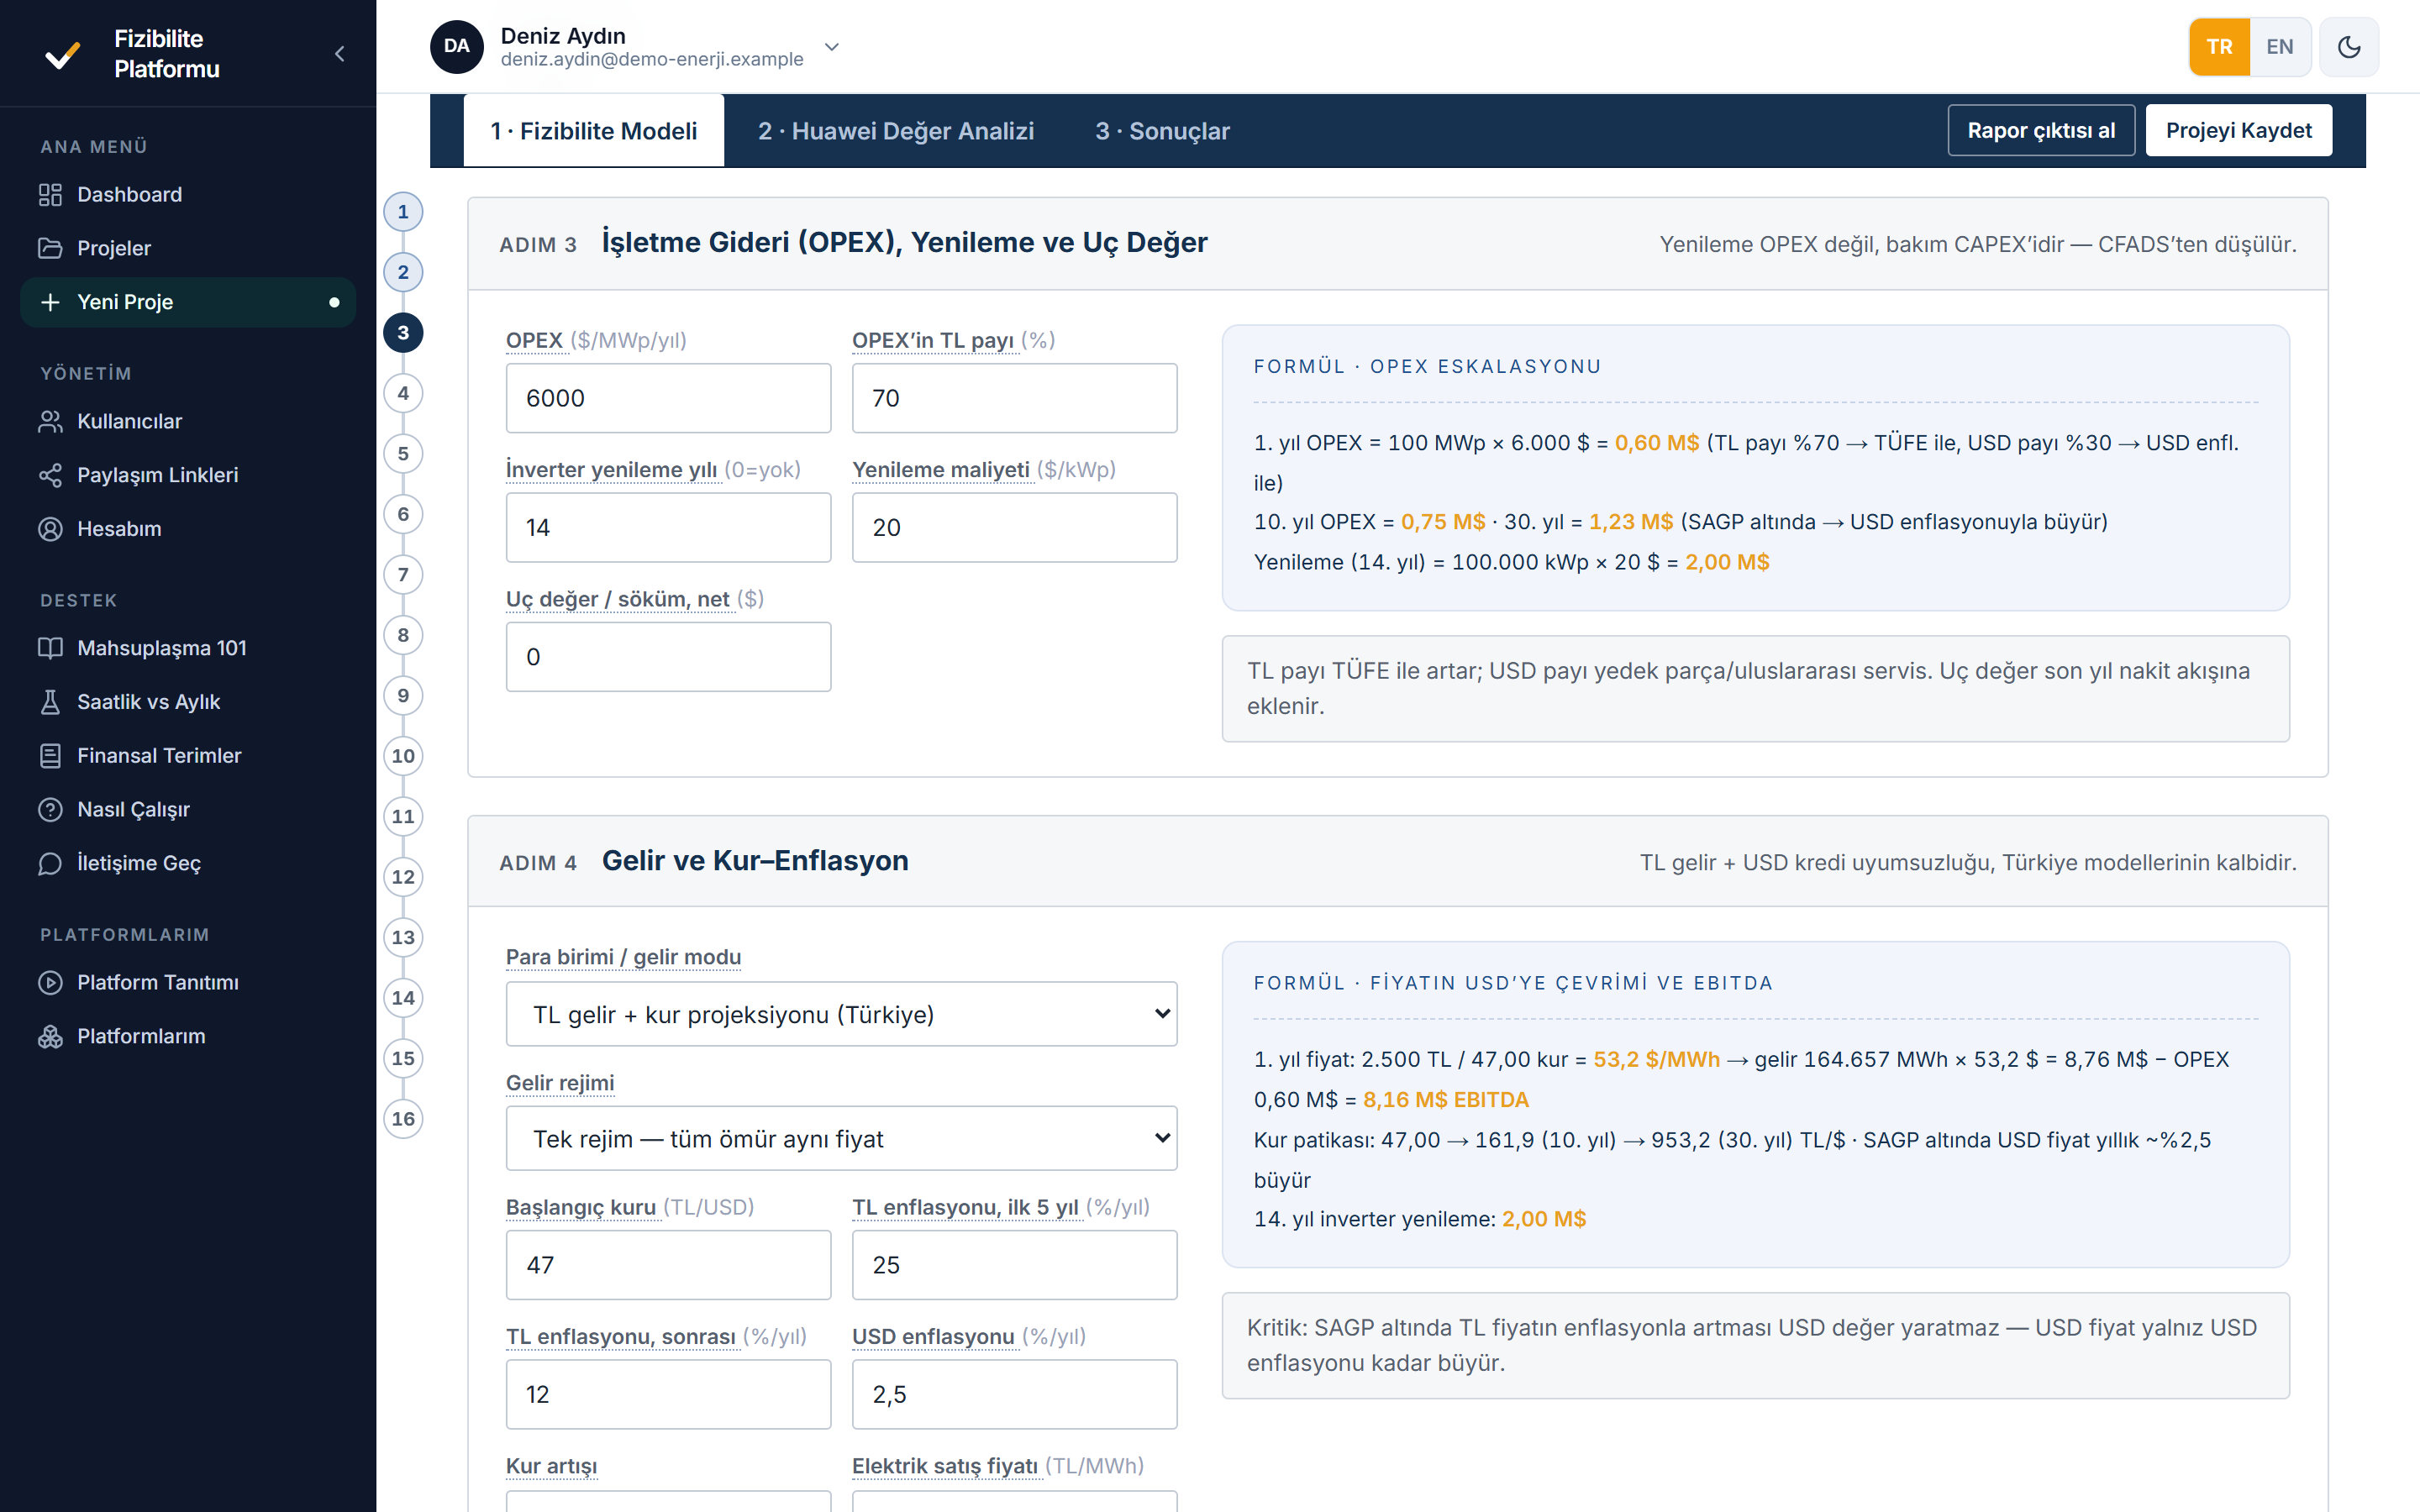 Fizibilite
Platformu
ANA MENÜ
Dashboard
Projeler
Yeni Proje
YÖNETİM
Kullanıcılar
Paylaşım Linkleri
Hesabım
DESTEK
Mahsuplaşma 101
Saatlik vs Aylık
Finansal Terimler
Nasıl Çalışır
İletişime Geç
PLATFORMLARIM
Platform Tanıtımı
Platformlarım
DA
Deniz Aydın
deniz.aydin@demo-enerji.example
TR
EN
1 · Fizibilite Modeli
2 · Huawei Değer Analizi
3 · Sonuçlar
Rapor çıktısı al
Projeyi Kaydet
1
2
3
4
5
6
7
8
9
10
11
12
13
14
15
16
ADIM 3 İşletme Gideri (OPEX), Yenileme ve Uç Değer
Yenileme OPEX değil, bakım CAPEX’idir — CFADS’ten düşülür.
OPEX ($/MWp/yıl)
6000
OPEX’in TL payı (%)
70
İnverter yenileme yılı (0=yok)
14
Yenileme maliyeti ($/kWp)
20
Uç değer / söküm, net ($)
0
FORMÜL · OPEX ESKALASYONU
1. yıl OPEX = 100 MWp × 6.000 $ = 0,60 M$ (TL payı %70 → TÜFE ile, USD payı %30 → USD enfl.
ile)
10. yıl OPEX = 0,75 M$ · 30. yıl = 1,23 M$ (SAGP altında → USD enflasyonuyla büyür)
Yenileme (14. yıl) = 100.000 kWp × 20 $ = 2,00 M$
TL payı TÜFE ile artar; USD payı yedek parça/uluslararası servis. Uç değer son yıl nakit akışına
eklenir.
ADIM 4 Gelir ve Kur–Enflasyon
TL gelir + USD kredi uyumsuzluğu, Türkiye modellerinin kalbidir.
Para birimi / gelir modu
TL gelir + kur projeksiyonu (Türkiye)
Gelir rejimi
Tek rejim — tüm ömür aynı fiyat
Başlangıç kuru (TL/USD)
47
TL enflasyonu, ilk 5 yıl (%/yıl)
25
TL enflasyonu, sonrası (%/yıl)
12
USD enflasyonu (%/yıl)
2,5
Kur artışı
Elektrik satış fiyatı (TL/MWh)
FORMÜL · FİYATIN USD’YE ÇEVRİMİ VE EBITDA
1. yıl fiyat: 2.500 TL / 47,00 kur = 53,2 $/MWh → gelir 164.657 MWh × 53,2 $ = 8,76 M$ − OPEX
0,60 M$ = 8,16 M$ EBITDA
Kur patikası: 47,00 → 161,9 (10. yıl) → 953,2 (30. yıl) TL/$ · SAGP altında USD fiyat yıllık ~%2,5
büyür
14. yıl inverter yenileme: 2,00 M$
Kritik: SAGP altında TL fiyatın enflasyonla artması USD değer yaratmaz — USD fiyat yalnız USD
enflasyonu kadar büyür.